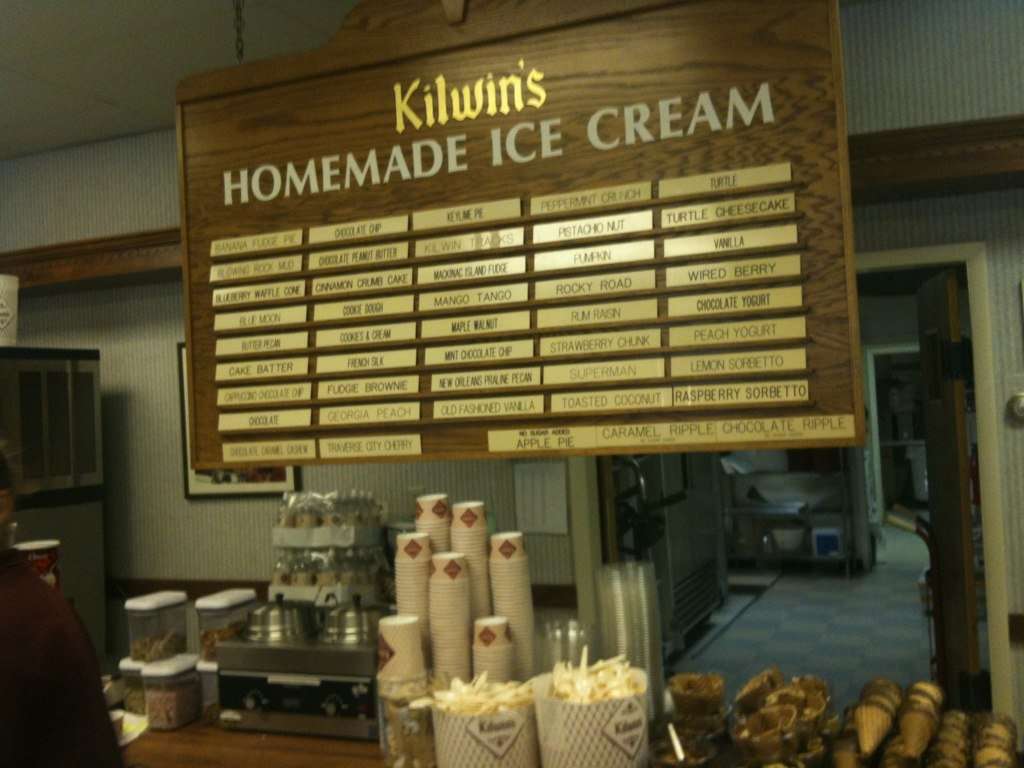 Kilwin's
HOMEMADE ICE CREAM
BANANA FUDGE PIE
BLOWING ROCK MUD
BLUEBERRY WAFFLE CONE
BLUE MOON
BUTTER PECAN
CAKE BATTER
CAPPUCCINO CHOCOLATE CHIP
CHOCOLATE
CHOCOLATE CARAMEL CASHEW
CHOCOLATE CHIP
CHOCOLATE PEANUT BUTTER
CINNAMON CRUMB CAKE
COOKIE DOUGH
COOKIES & CREAM
FRENCH SILK
FUDGE BROWNIE
GEORGIA PEACH
TRAVERSE CITY CHERRY
KEYLIME PIE
KILWIN TRACKS
MACKINAC ISLAND FUDGE
MANGO TANGO
MAPLE WALNUT
MINT CHOCOLATE CHIP
NEW ORLEANS PRALINE PECAN
OLD FASHIONED VANILLA
PEPPERMINT CRUNCH
PISTACHIO NUT
PUMPKIN
ROCKY ROAD
RUM RAISIN
STRAWBERRY CHUNK
SUPERMAN
TOASTED COCONUT
TURTLE
TURTLE CHEESECAKE
VANILLA
WIRED BERRY
CHOCOLATE YOGURT
PEACH YOGURT
LEMON SORBETTO
RASPBERRY SORBETTO
NO SUGAR ADDED
APPLE PIE
CARAMEL RIPPLE
CHOCOLATE RIPPLE
Kilwin's
Kilwin's